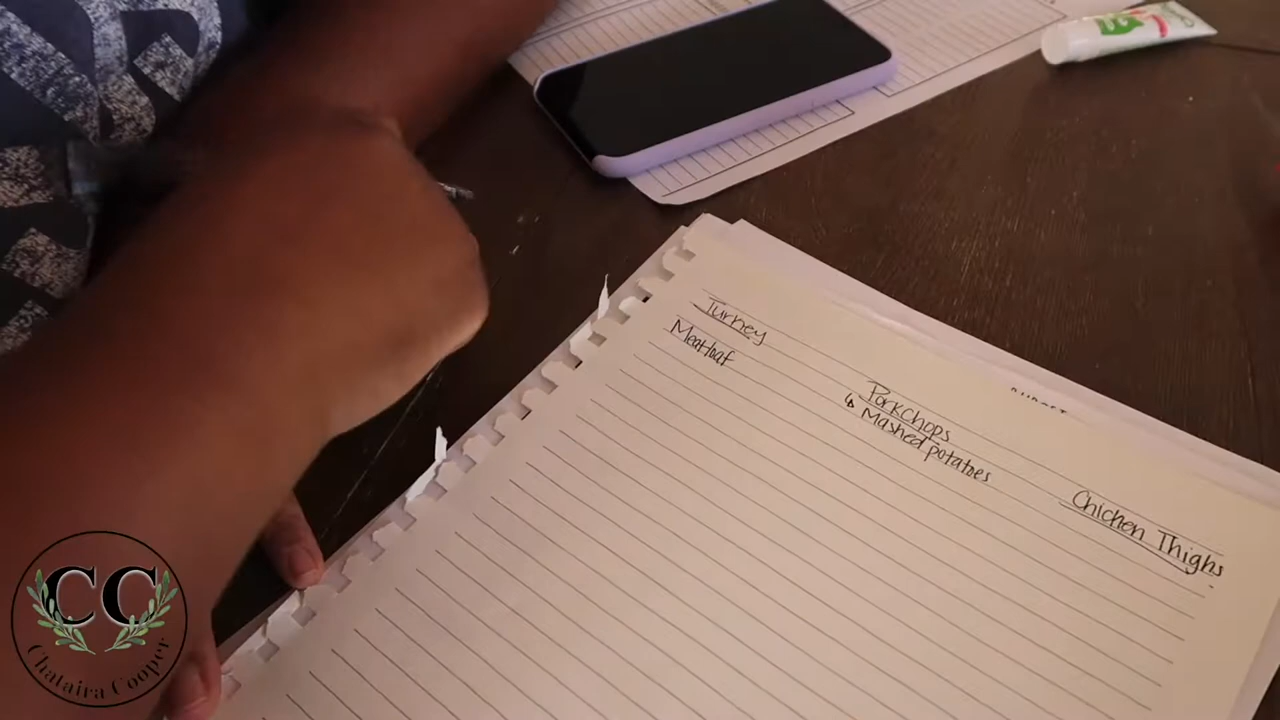 Turkey
Meatloaf
Porkchops
↳ Mashed potatoes
Chicken Thighs
CC
Chataira Cooper